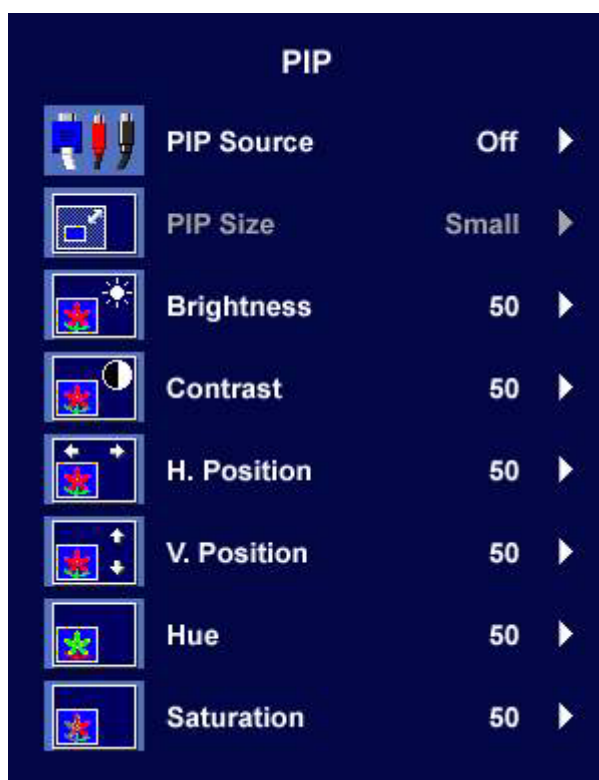 PIP
PIP Source Off
PIP Size Small
Brightness 50
Contrast 50
H. Position 50
V. Position 50
Hue 50
Saturation 50